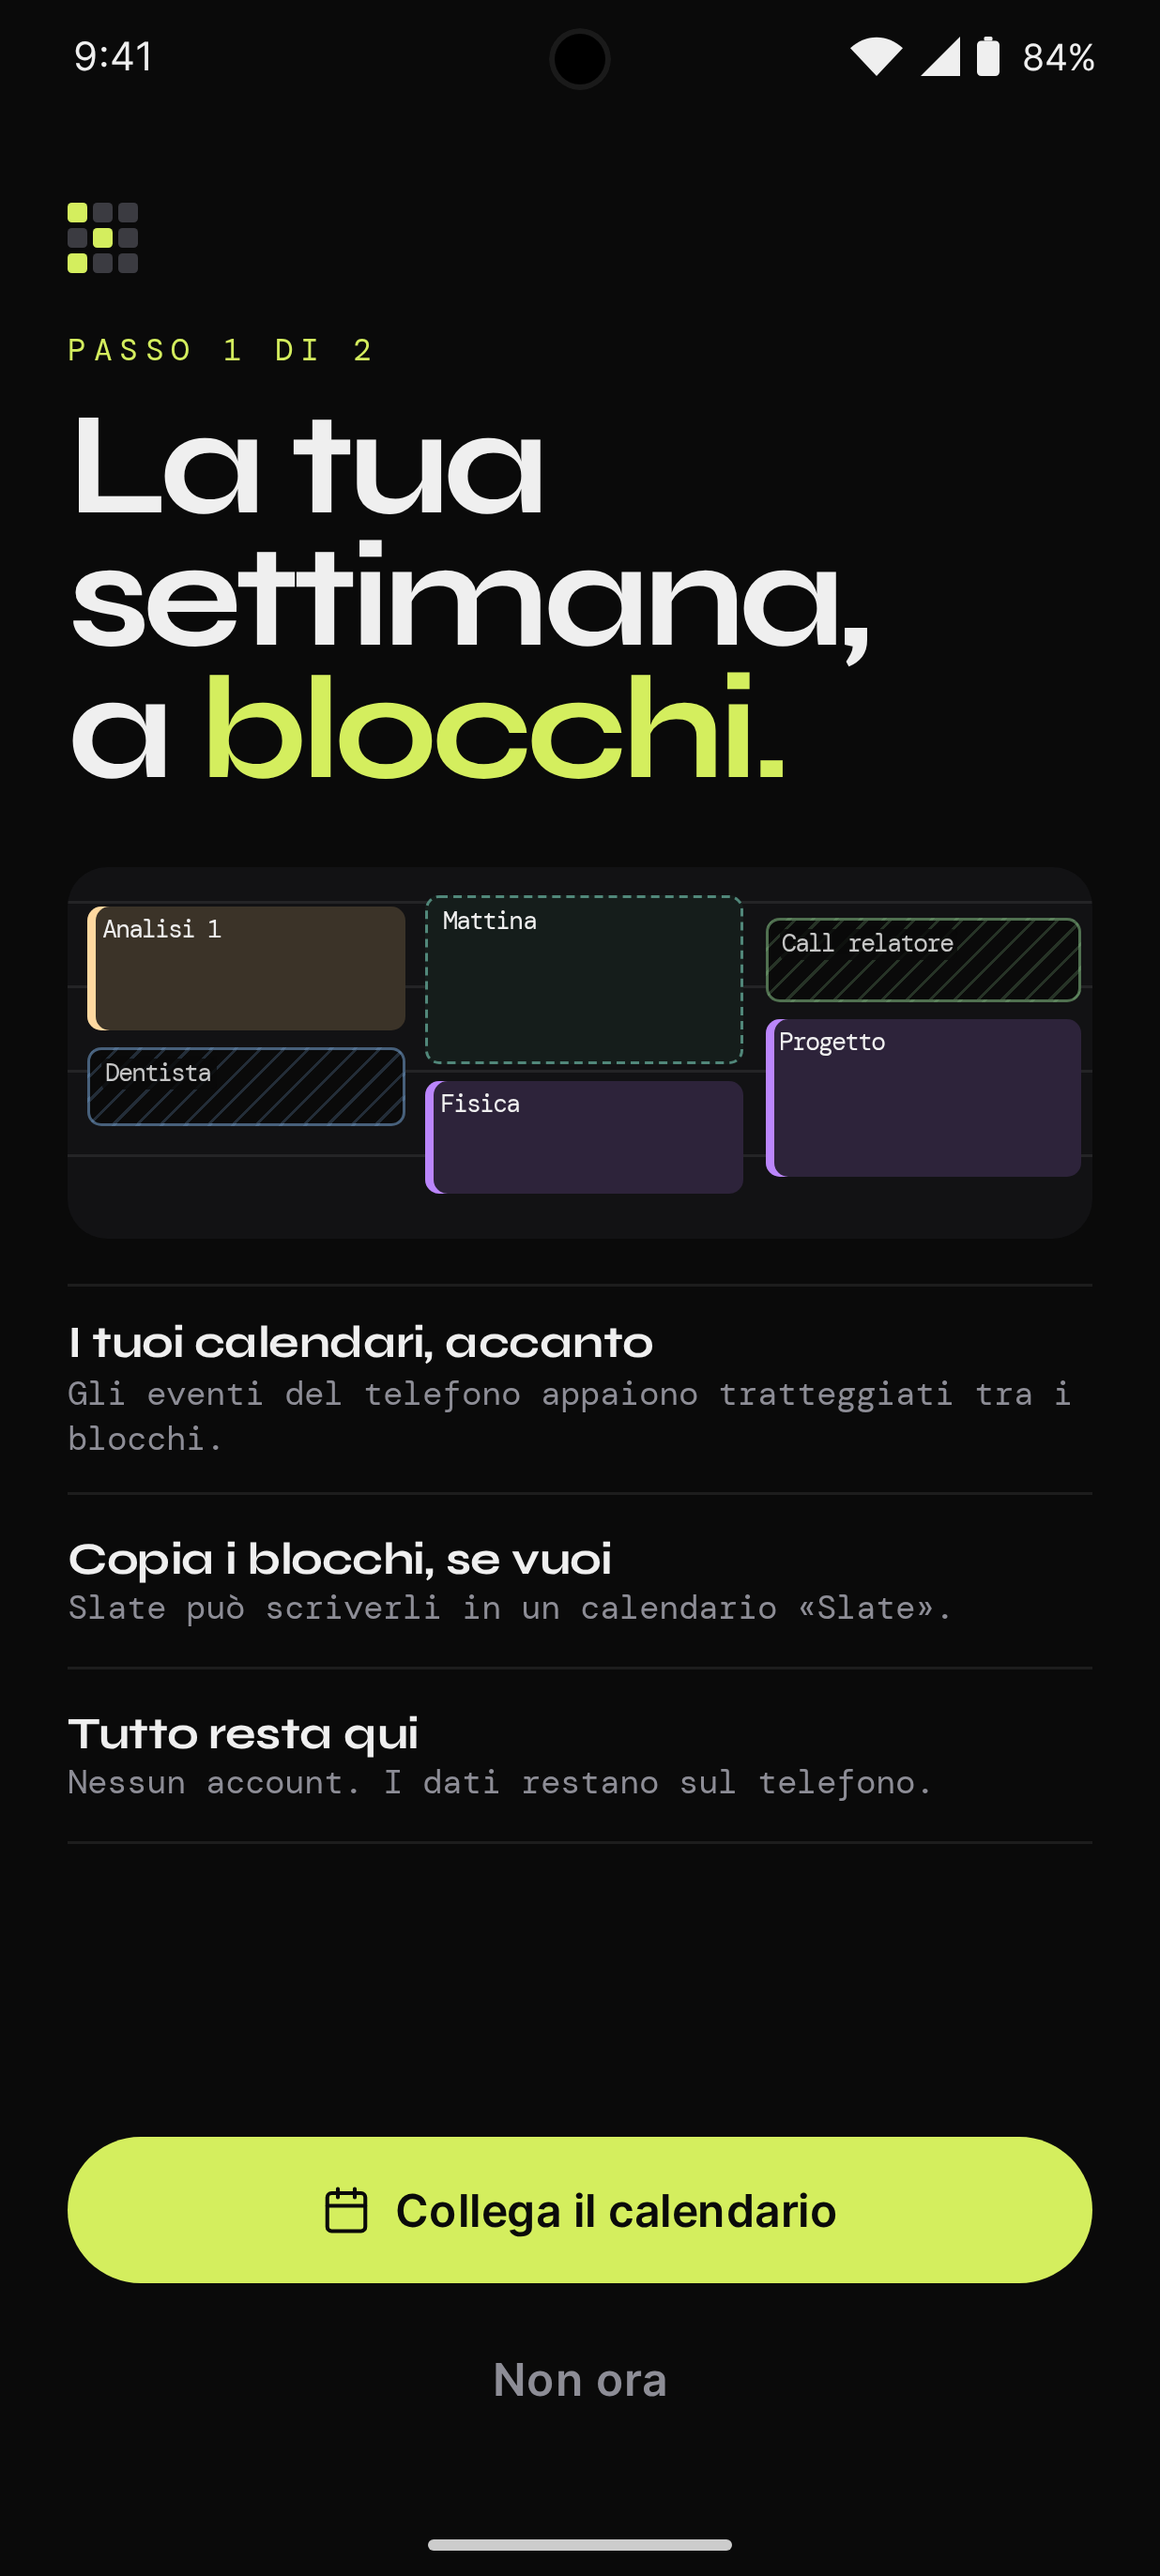 9:41
84%
PASSO 1 DI 2
La tua
settimana,
a blocchi.
Analisi 1
Mattina
Call relatore
Dentista
Progetto
Fisica
I tuoi calendari, accanto
Gli eventi del telefono appaiono tratteggiati tra i
blocchi.
Copia i blocchi, se vuoi
Slate può scriverli in un calendario «Slate».
Tutto resta qui
Nessun account. I dati restano sul telefono.
Collega il calendario
Non ora